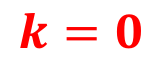 k = 0